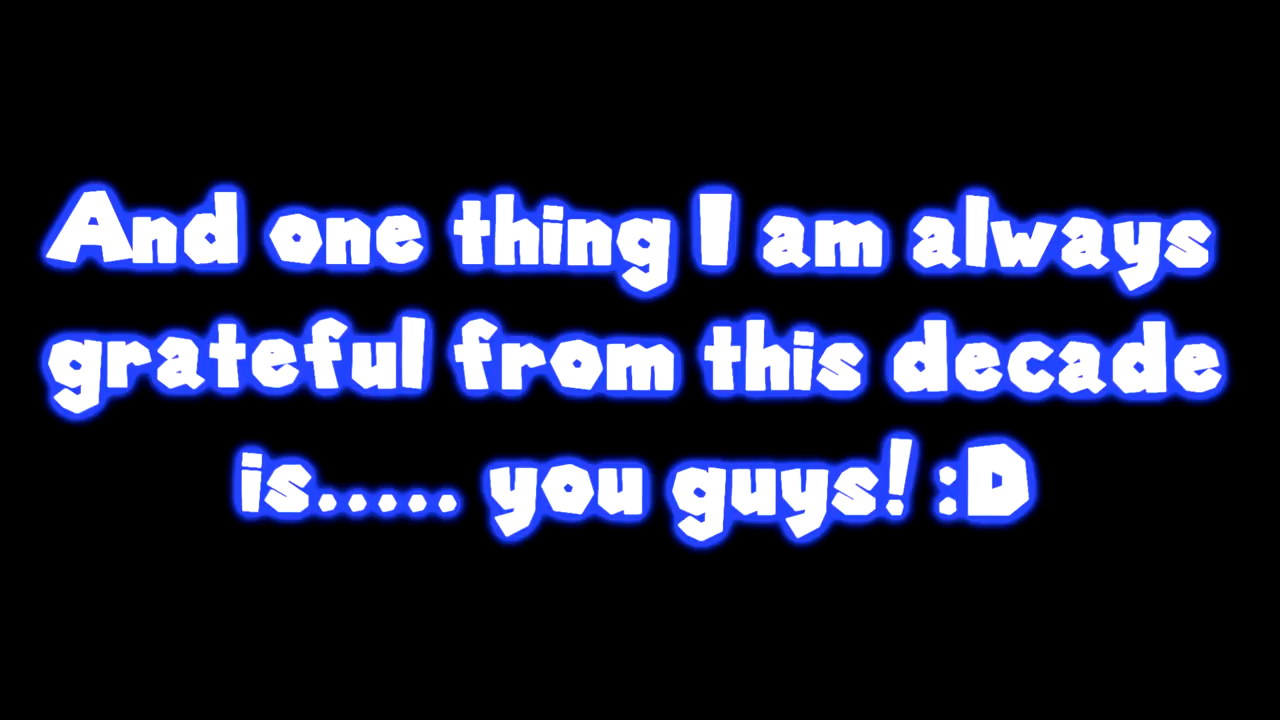 And one thing I am always
grateful from this decade
is..... you guys! :D